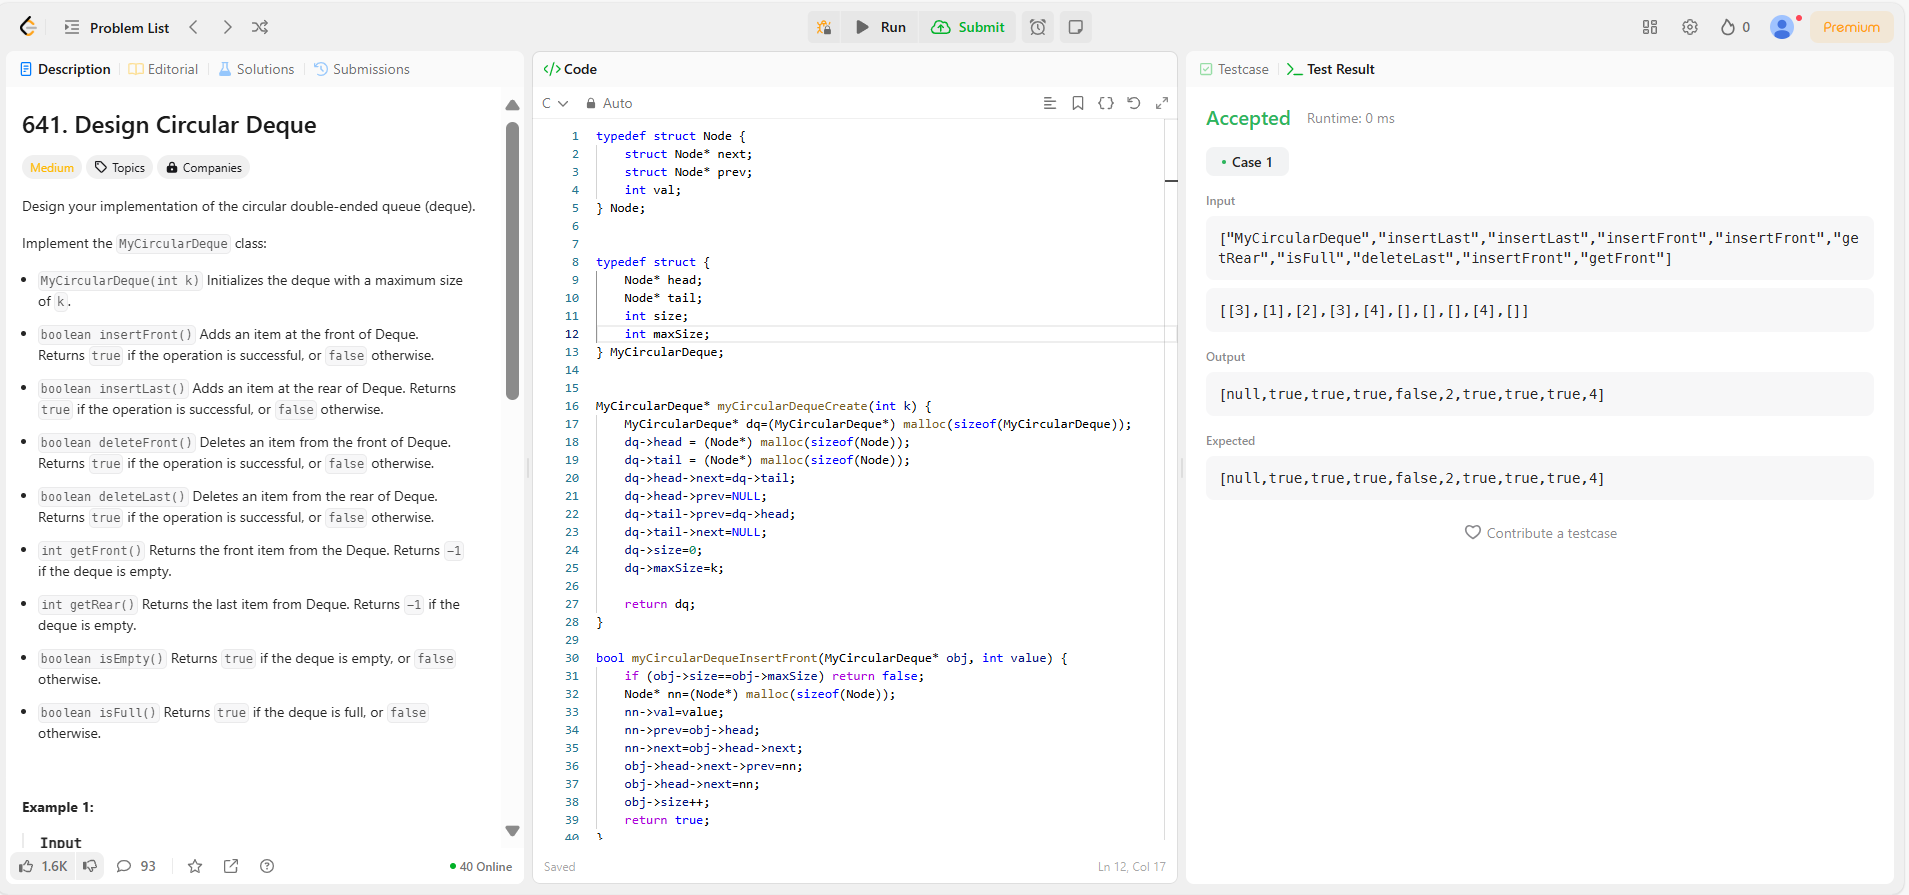 Problem List
Run
Submit
0
Premium
Description
Editorial
Solutions
Submissions
641. Design Circular Deque
Medium
Topics
Companies
Design your implementation of the circular double-ended queue (deque).
Implement the MyCircularDeque class:
MyCircularDeque(int k) Initializes the deque with a maximum size
of k.
boolean insertFront() Adds an item at the front of Deque.
Returns true if the operation is successful, or false otherwise.
boolean insertLast() Adds an item at the rear of Deque. Returns
true if the operation is successful, or false otherwise.
boolean deleteFront() Deletes an item from the front of Deque.
Returns true if the operation is successful, or false otherwise.
boolean deleteLast() Deletes an item from the rear of Deque.
Returns true if the operation is successful, or false otherwise.
int getFront() Returns the front item from the Deque. Returns -1
if the deque is empty.
int getRear() Returns the last item from Deque. Returns -1 if the
deque is empty.
boolean isEmpty() Returns true if the deque is empty, or false
otherwise.
boolean isFull() Returns true if the deque is full, or false
otherwise.
Example 1:
Input
1.6K
93
40 Online
</> Code
C
Auto
1 typedef struct Node {
2     struct Node* next;
3     struct Node* prev;
4     int val;
5 } Node;
6
7
8 typedef struct {
9     Node* head;
10     Node* tail;
11     int size;
12     int maxSize;
13 } MyCircularDeque;
14
15
16 MyCircularDeque* myCircularDequeCreate(int k) {
17     MyCircularDeque* dq=(MyCircularDeque*) malloc(sizeof(MyCircularDeque));
18     dq->head = (Node*) malloc(sizeof(Node));
19     dq->tail = (Node*) malloc(sizeof(Node));
20     dq->head->next=dq->tail;
21     dq->head->prev=NULL;
22     dq->tail->prev=dq->head;
23     dq->tail->next=NULL;
24     dq->size=0;
25     dq->maxSize=k;
26
27     return dq;
28 }
29
30 bool myCircularDequeInsertFront(MyCircularDeque* obj, int value) {
31     if (obj->size==obj->maxSize) return false;
32     Node* nn=(Node*) malloc(sizeof(Node));
33     nn->val=value;
34     nn->prev=obj->head;
35     nn->next=obj->head->next;
36     obj->head->next->prev=nn;
37     obj->head->next=nn;
38     obj->size++;
39     return true;
40 }
Saved
Ln 12, Col 17
Testcase
Test Result
Accepted
Runtime: 0 ms
Case 1
Input
["MyCircularDeque","insertLast","insertLast","insertFront","insertFront","ge
tRear","isFull","deleteLast","insertFront","getFront"]
[[3],[1],[2],[3],[4],[],[],[],[4],[]]
Output
[null,true,true,true,false,2,true,true,true,4]
Expected
[null,true,true,true,false,2,true,true,true,4]
Contribute a testcase